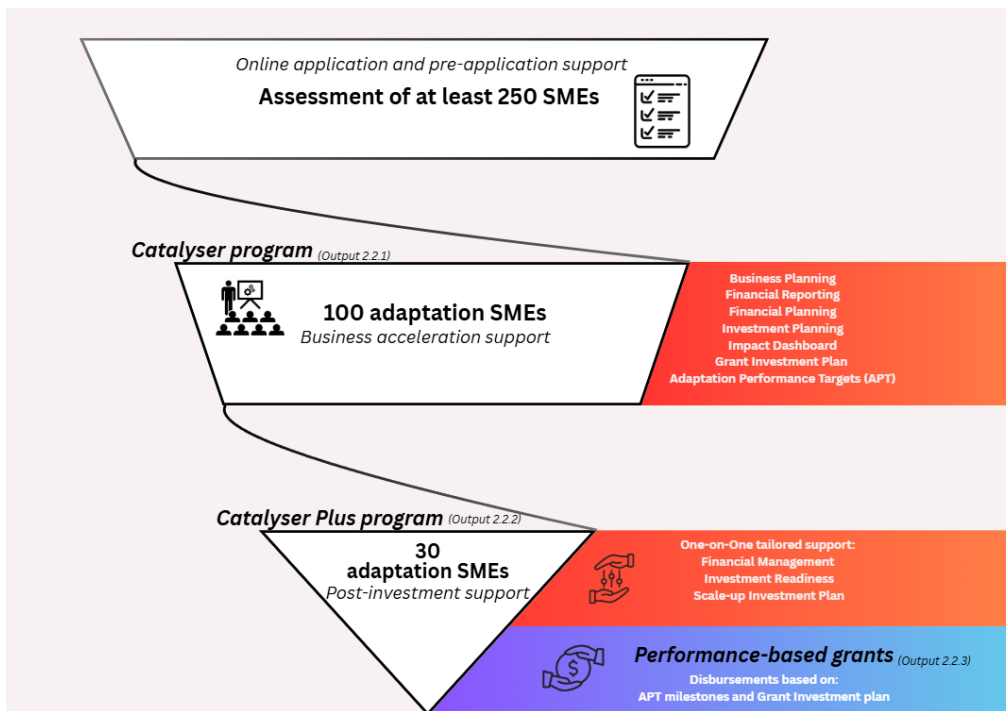 Online application and pre-application support
Assessment of at least 250 SMEs
Catalyser program (Output 2.2.1)
100 adaptation SMEs
Business acceleration support
Business Planning
Financial Reporting
Financial Planning
Investment Planning
Impact Dashboard
Grant Investment Plan
Adaptation Performance Targets (APT)
Catalyser Plus program (Output 2.2.2)
30
adaptation SMEs
Post-investment support
One-on-One tailored support:
Financial Management
Investment Readiness
Scale-up Investment Plan
$
Performance-based grants (Output 2.2.3)
Disbursements based on:
APT milestones and Grant Investment plan